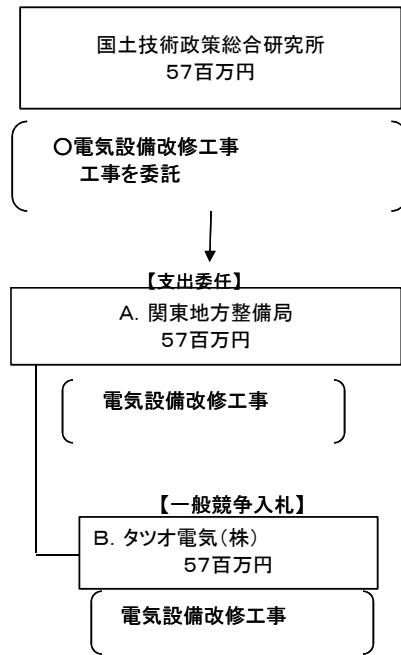 国土技術政策総合研究所
57百万円
〇電気設備改修工事
工事を委託
【支出委任】
A. 関東地方整備局
57百万円
電気設備改修工事
【一般競争入札】
B. タツオ電気(株)
57百万円
電気設備改修工事